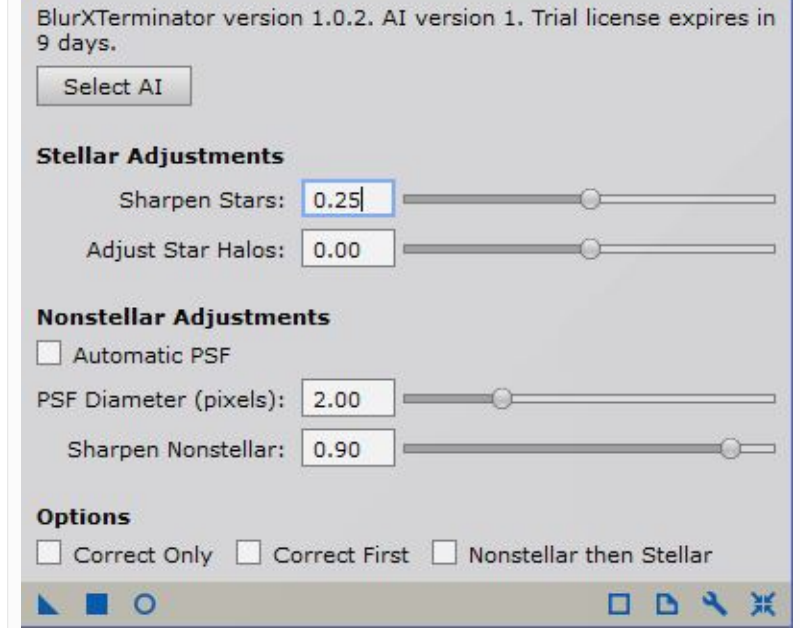 BlurXTerminator version 1.0.2. AI version 1. Trial license expires in
9 days.
Select AI
Stellar Adjustments
Sharpen Stars: 0.25
Adjust Star Halos: 0.00
Nonstellar Adjustments
Automatic PSF
PSF Diameter (pixels): 2.00
Sharpen Nonstellar: 0.90
Options
Correct Only Correct First Nonstellar then Stellar